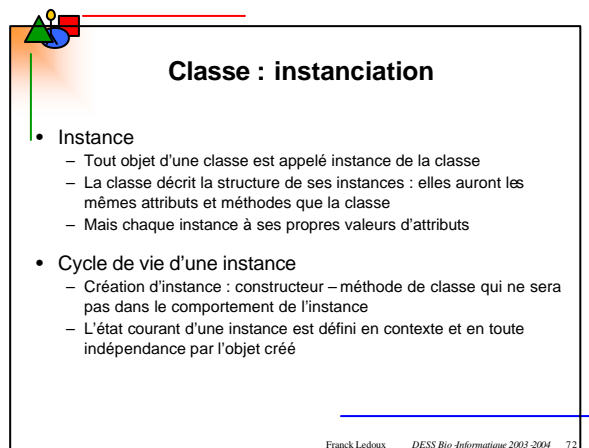 Classe : instanciation
• Instance
– Tout objet d'une classe est appelé instance de la classe
– La classe décrit la structure de ses instances : elles auront les
mêmes attributs et méthodes que la classe
– Mais chaque instance à ses propres valeurs d'attributs
• Cycle de vie d'une instance
– Création d'instance : constructeur – méthode de classe qui ne sera
pas dans le comportement de l'instance
– L'état courant d'une instance est défini en contexte et en toute
indépendance par l'objet créé
Franck Ledoux DESS Bio-Informatique 2003-2004 72